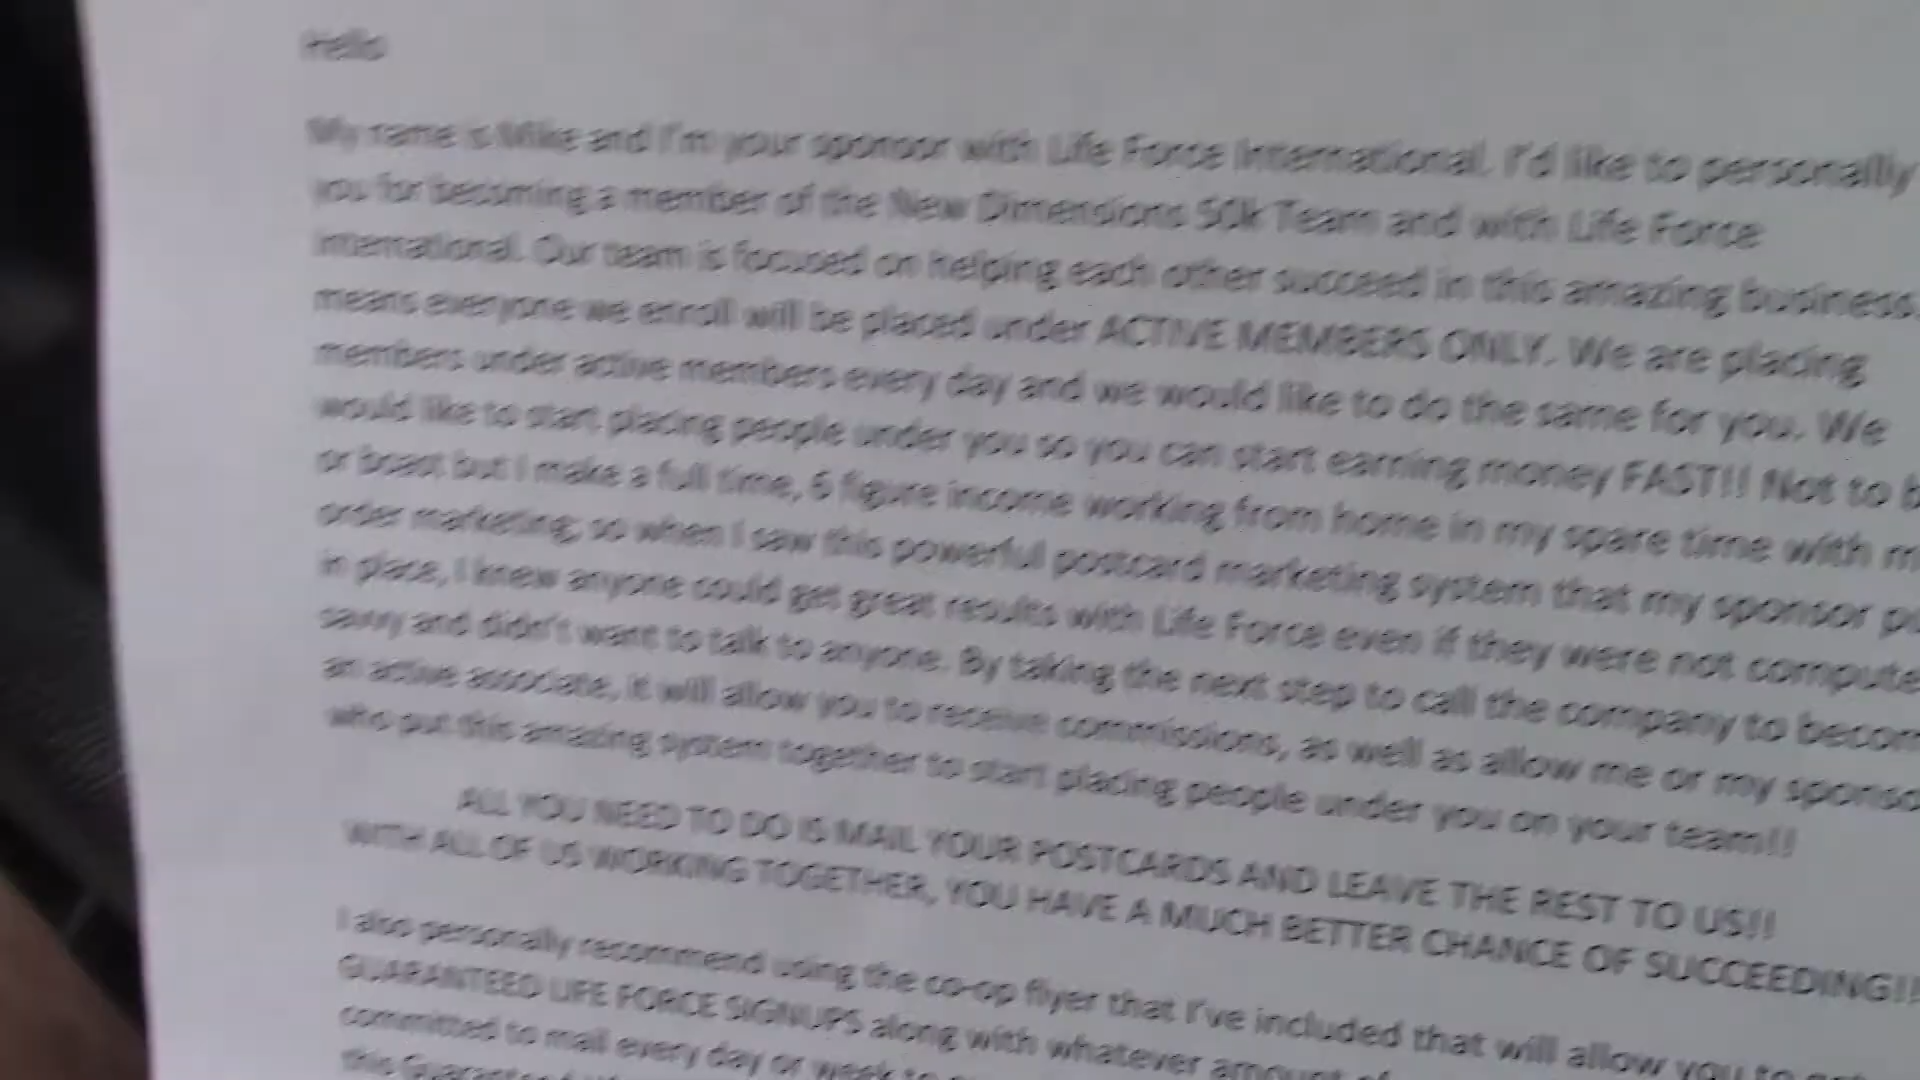 Hello
My name is Mike and I'm your sponsor with Life Force International. I'd like to personally
you for becoming a member of the New Dimensions 50k Team and with Life Force
International. Our team is focused on helping each other succeed in this amazing business.
means everyone we enroll will be placed under ACTIVE MEMBERS ONLY. We are placing
members under active members every day and we would like to do the same for you. We
would like to start placing people under you so you can start earning money FAST!! Not to b
or boast but I make a full time, 6 figure income working from home in my spare time with m
order marketing, so when I saw this powerful postcard marketing system that my sponsor pu
in place, I knew anyone could get great results with Life Force even if they were not compute
savvy and didn't want to talk to anyone. By taking the next step to call the company to becom
an active associate, it will allow you to receive commissions, as well as allow me or my sponso
who put this amazing system together to start placing people under you on your team!!
ALL YOU NEED TO DO IS MAIL YOUR POSTCARDS AND LEAVE THE REST TO US!!
WITH ALL OF US WORKING TOGETHER, YOU HAVE A MUCH BETTER CHANCE OF SUCCEEDING!!
I also personally recommend using the co-op flyer that I've included that will allow you to get
GUARANTEED LIFE FORCE SIGNUPS along with whatever amount of
committed to mail every day or week to
this